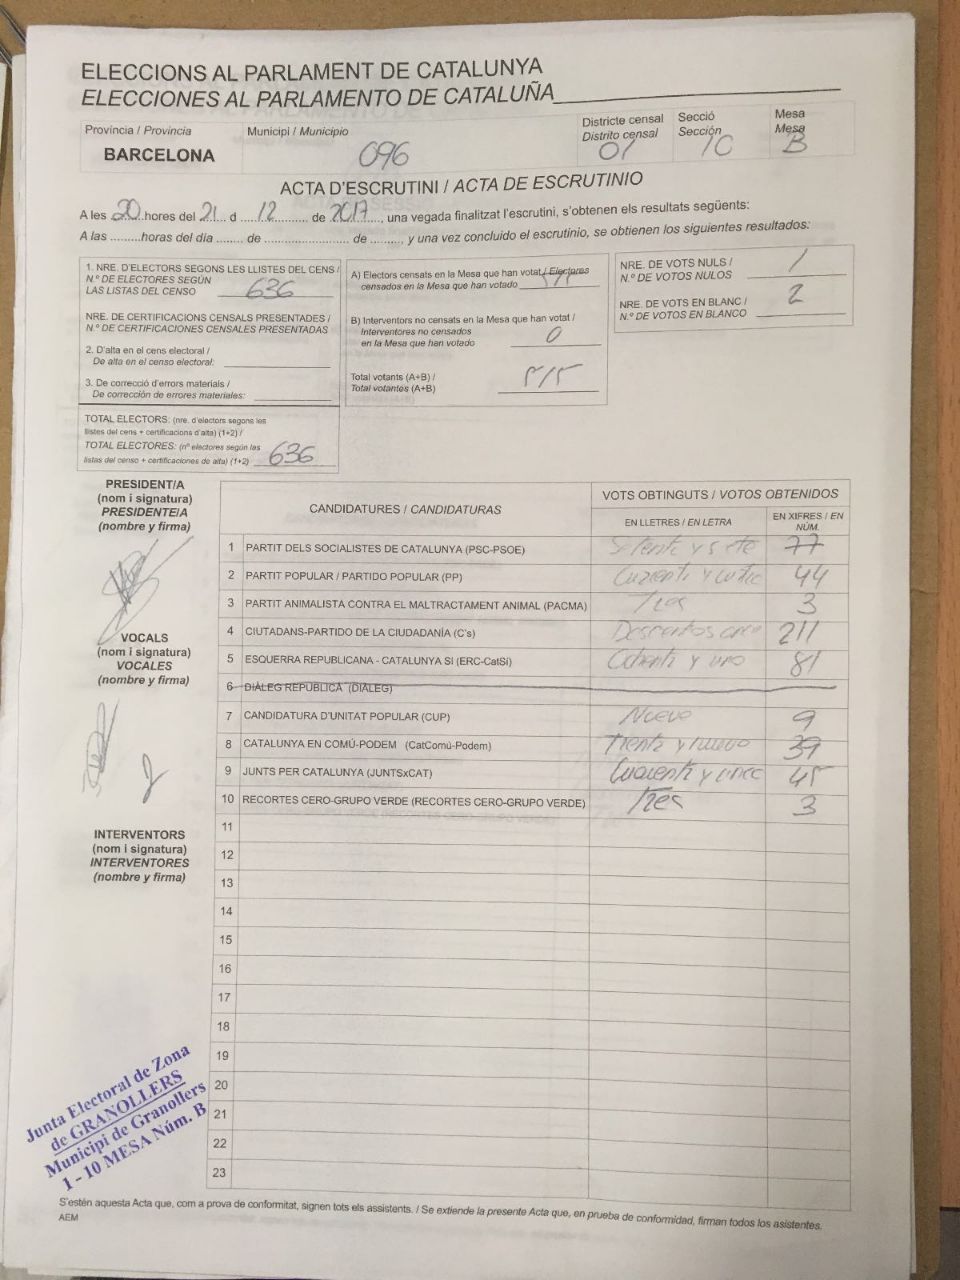 ELECCIONS AL PARLAMENT DE CATALUNYA
ELECCIONES AL PARLAMENTO DE CATALUÑA
Provincia / Provincia
BARCELONA
Municipi / Municipio
096
Districte censal
Distrito censal
01
Secció
Sección
10
Mesa
Mesa
B
ACTA D'ESCRUTINI / ACTA DE ESCRUTINIO
A les 20 hores del 21 d 12 de 2017, una vegada finalitzat l'escrutini, s'obtenen els resultats següents:
A las .........horas del día ....... de ........................ de .........., y una vez concluido el escrutinio, se obtienen los siguientes resultados:
1. NRE. D'ELECTORS SEGONS LES LLISTES DEL CENS /
N.º DE ELECTORES SEGÚN
LAS LISTAS DEL CENSO 636
NRE. DE CERTIFICACIONS CENSALS PRESENTADES /
N.º DE CERTIFICACIONES CENSALES PRESENTADAS
2. D'alta en el cens electoral /
De alta en el censo electoral:
3. De correcció d'errors materials /
De corrección de errores materiales:
TOTAL ELECTORS: (nre. d'electors segons les
llistes del cens + certificacions d'alta) (1+2) /
TOTAL ELECTORES: (nº electores según las
listas del censo + certificaciones de alta) (1+2) 636
A) Electors censats en la Mesa que han votat / Electores
censados en la Mesa que han votado 515
B) Interventors no censats en la Mesa que han votat /
Interventores no censados
en la Mesa que han votado 0
Total votants (A+B) /
Total votantes (A+B) 515
NRE. DE VOTS NULS /
N.º DE VOTOS NULOS 1
NRE. DE VOTS EN BLANC /
N.º DE VOTOS EN BLANCO 2
PRESIDENT/A
(nom i signatura)
PRESIDENTE/A
(nombre y firma)
VOCALS
(nom i signatura)
VOCALES
(nombre y firma)
INTERVENTORS
(nom i signatura)
INTERVENTORES
(nombre y firma)
CANDIDATURES / CANDIDATURAS
VOTS OBTINGUTS / VOTOS OBTENIDOS
EN LLETRES / EN LETRA
EN XIFRES / EN
NÚM.
1 PARTIT DELS SOCIALISTES DE CATALUNYA (PSC-PSOE) Setenta y siete 77
2 PARTIT POPULAR / PARTIDO POPULAR (PP) Cuarenta y cuatro 44
3 PARTIT ANIMALISTA CONTRA EL MALTRACTAMENT ANIMAL (PACMA) Tres 3
4 CIUTADANS-PARTIDO DE LA CIUDADANÍA (C's) Doscientos once 211
5 ESQUERRA REPUBLICANA - CATALUNYA SI (ERC-CatSí) Ochenta y uno 81
6 DIÀLEG REPUBLICÀ (DIÀLEG)
7 CANDIDATURA D'UNITAT POPULAR (CUP) Nueve 9
8 CATALUNYA EN COMÚ-PODEM (CatComú-Podem) Treinta y nueve 39
9 JUNTS PER CATALUNYA (JUNTSxCAT) Cuarenta y cinco 45
10 RECORTES CERO-GRUPO VERDE (RECORTES CERO-GRUPO VERDE) Tres 3
11
12
13
14
15
16
17
18
19
20
21
22
23
Junta Electoral de Zona
de GRANOLLERS
Municipi de Granollers
1 - 10 MESA Núm. B
S'estén aquesta Acta que, com a prova de conformitat, signen tots els assistents. / Se extiende la presente Acta que, en prueba de conformidad, firman todos los asistentes.
AEM